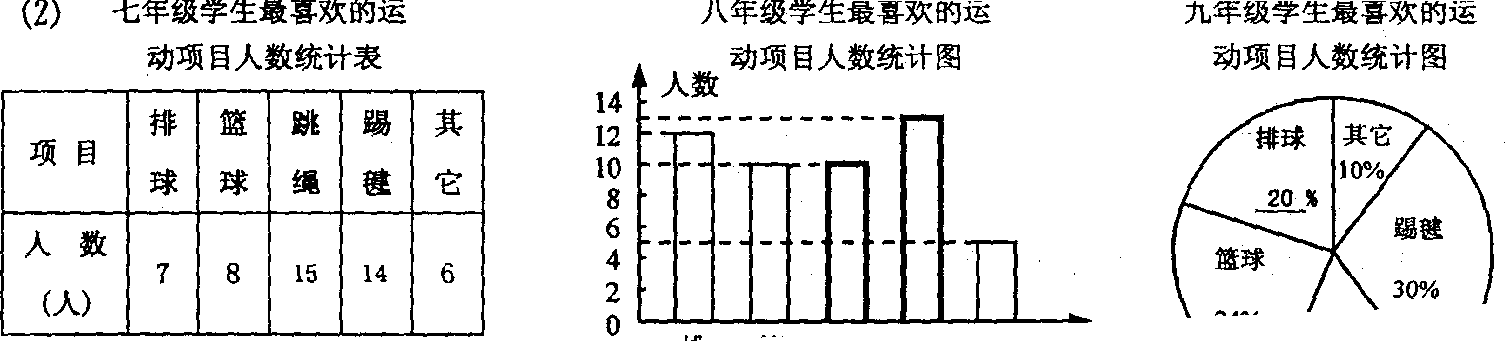 (2) 七年级学生最喜欢的运
动项目人数统计表
项目 排球 篮球 跳绳 踢毽 其它
人数(人) 7 8 15 14 6
八年级学生最喜欢的运
动项目人数统计图
人数
14
12
10
8
6
4
2
0
九年级学生最喜欢的运
动项目人数统计图
排球
20 %
其它
10%
踢毽
30%
篮球